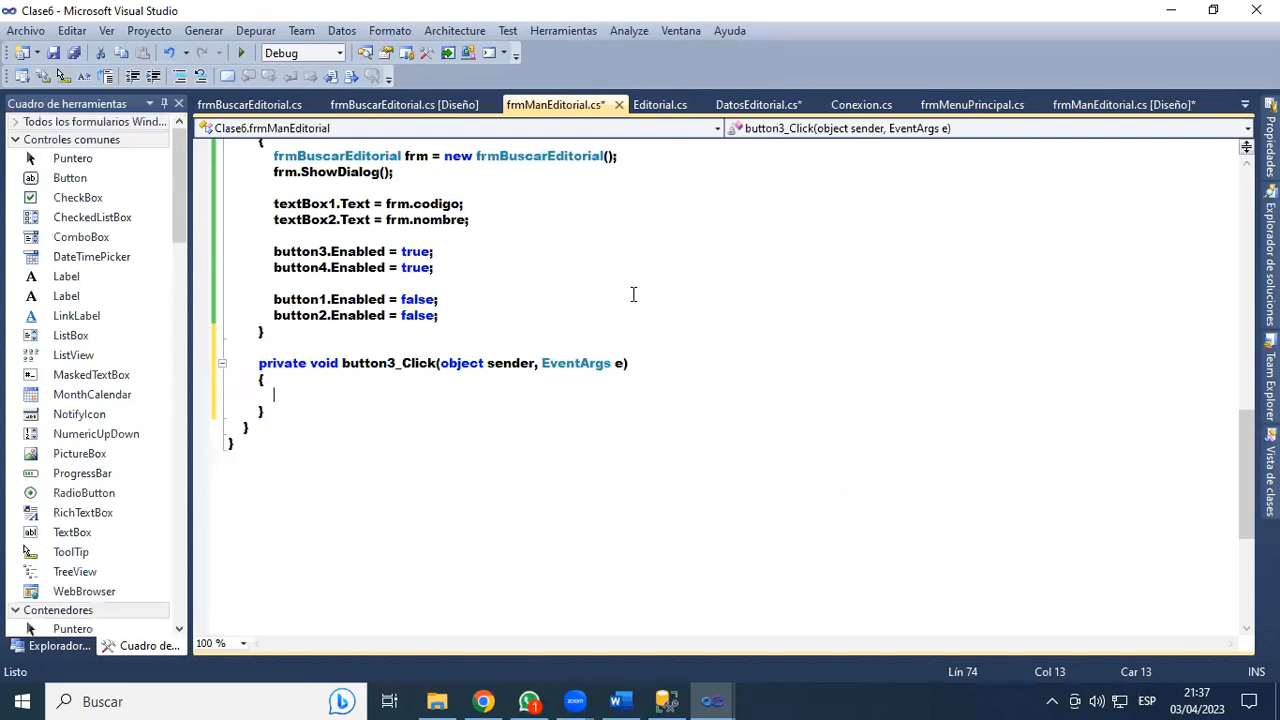 Clase6 - Microsoft Visual Studio
Archivo Editar Ver Proyecto Generar Depurar Team Datos Formato Architecture Test Herramientas Analyze Ventana Ayuda
Debug
Cuadro de herramientas
Todos los formularios Wind...
Controles comunes
Puntero
Button
CheckBox
CheckedListBox
ComboBox
DateTimePicker
Label
Label
LinkLabel
ListBox
ListView
MaskedTextBox
MonthCalendar
NotifyIcon
NumericUpDown
PictureBox
ProgressBar
RadioButton
RichTextBox
TextBox
ToolTip
TreeView
WebBrowser
Contenedores
Puntero
Explorador... Cuadro de...
frmBuscarEditorial.cs frmBuscarEditorial.cs [Diseño] frmManEditorial.cs* Editorial.cs DatosEditorial.cs* Conexion.cs frmMenuPrincipal.cs frmManEditorial.cs [Diseño]*
Clase6.frmManEditorial button3_Click(object sender, EventArgs e)
{
frmBuscarEditorial frm = new frmBuscarEditorial();
frm.ShowDialog();
textBox1.Text = frm.codigo;
textBox2.Text = frm.nombre;
button3.Enabled = true;
button4.Enabled = true;
button1.Enabled = false;
button2.Enabled = false;
}
private void button3_Click(object sender, EventArgs e)
{
}
}
}
100 %
Propiedades
Explorador de soluciones
Team Explorer
Vista de clases
Listo Lín 74 Col 13 Car 13 INS
Buscar
1
zoom
ESP
21:37
03/04/2023